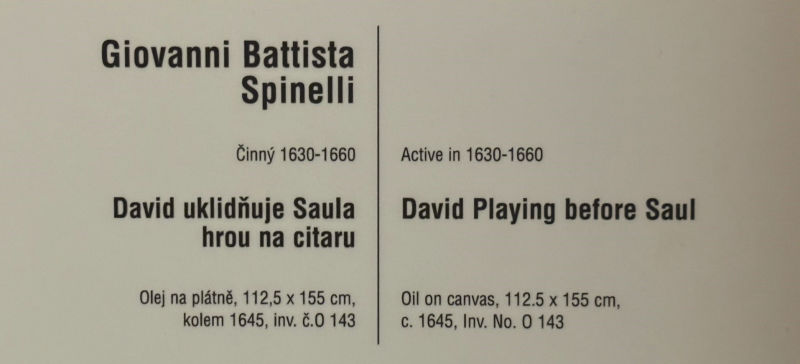 Giovanni Battista
Spinelli
Činný 1630-1660
David uklidňuje Saula
hrou na citaru
Olej na plátně, 112,5 x 155 cm,
kolem 1645, inv. č.O 143
Active in 1630-1660
David Playing before Saul
Oil on canvas, 112.5 x 155 cm,
c. 1645, Inv. No. O 143